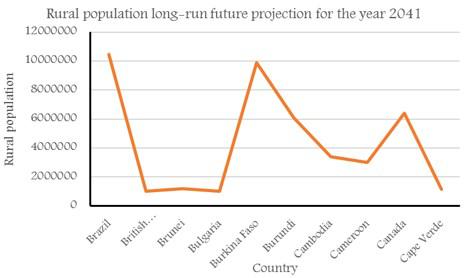 Rural population long-run future projection for the year 2041
12000000
10000000
8000000
6000000
4000000
2000000
0
Rural population
Brazil
British...
Brunei
Bulgaria
Burkina Faso
Burundi
Cambodia
Cameroon
Canada
Cape Verde
Country